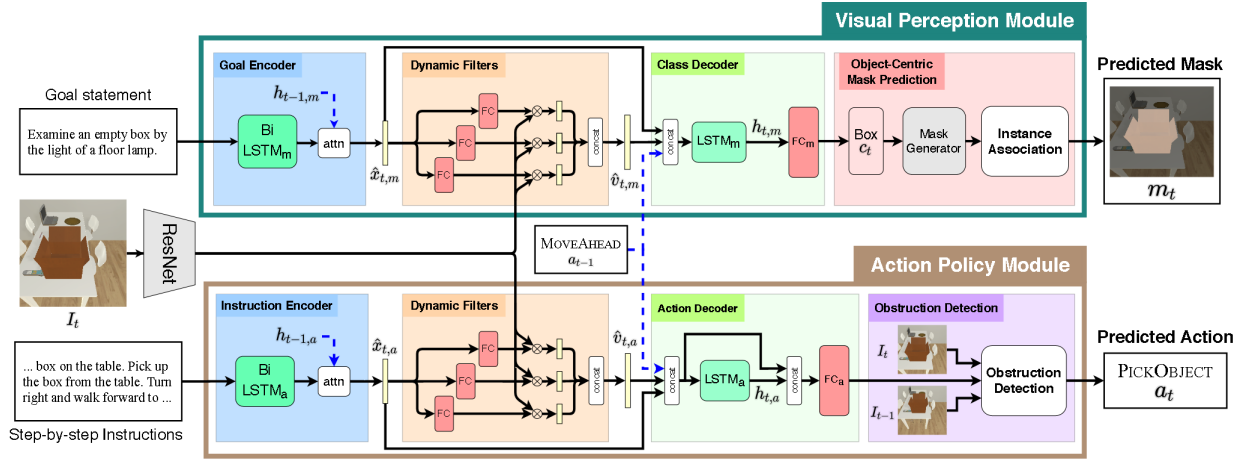 Visual Perception Module
Goal statement
Examine an empty box by
the light of a floor lamp.
Goal Encoder
h_{t-1,m}
Bi
LSTM_m
attn
x̂_{t,m}
Dynamic Filters
FC
FC
FC
⊗
⊗
⊗
concat
v̂_{t,m}
Class Decoder
concat
LSTM_m
h_{t,m}
FC_m
Object-Centric
Mask Prediction
Box
c_t
Mask
Generator
Instance
Association
Predicted Mask
m_t
I_t
ResNet
MOVEAHEAD
a_{t-1}
Action Policy Module
... box on the table. Pick up
the box from the table. Turn
right and walk forward to ...
Step-by-step Instructions
Instruction Encoder
h_{t-1,a}
Bi
LSTM_a
attn
x̂_{t,a}
Dynamic Filters
FC
FC
FC
⊗
⊗
⊗
concat
v̂_{t,a}
Action Decoder
concat
LSTM_a
h_{t,a}
concat
FC_a
Obstruction Detection
I_t
I_{t-1}
Obstruction
Detection
Predicted Action
PICKOBJECT
a_t